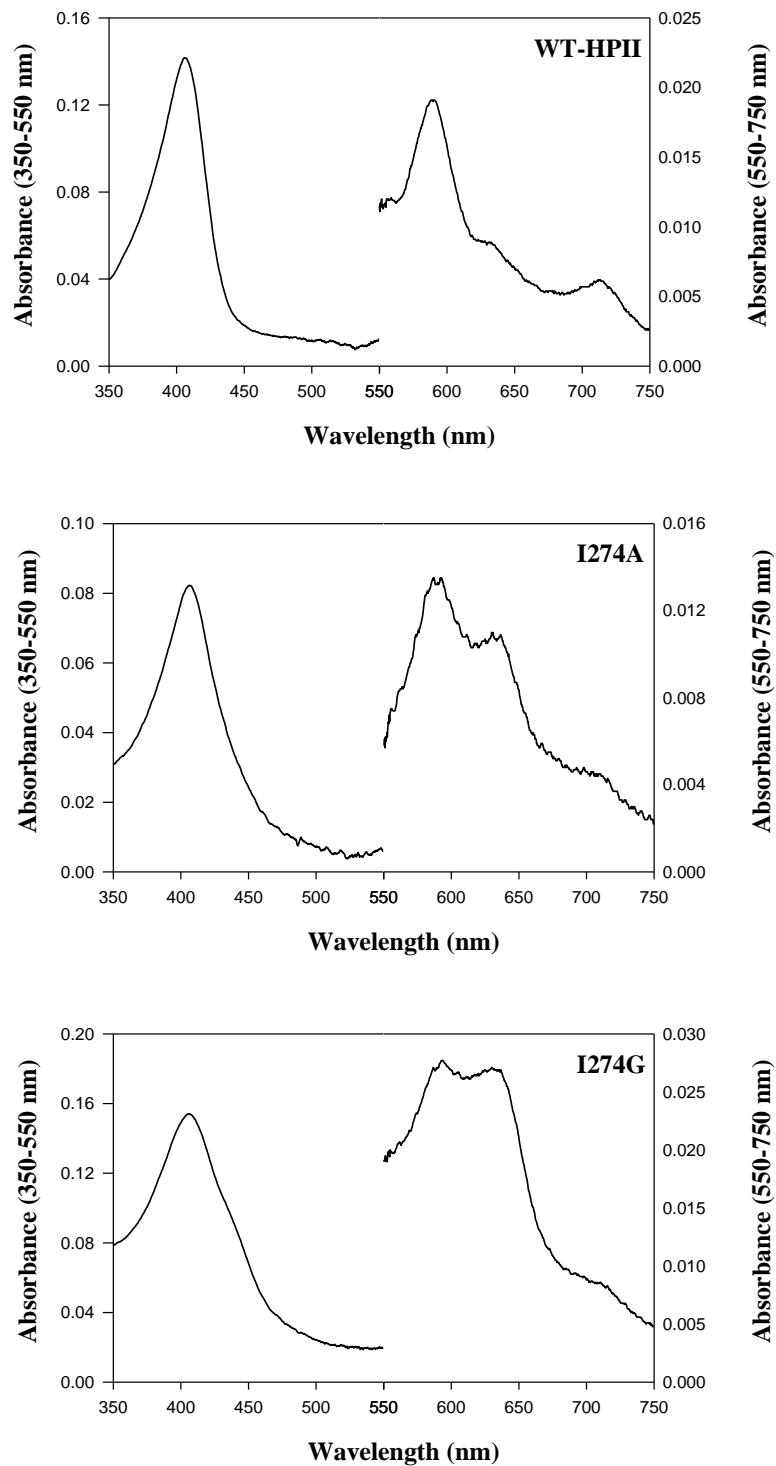 WT-HPII
Absorbance (350-550 nm)
0.16
0.12
0.08
0.04
0.00
0.025
0.020
0.015
0.010
0.005
0.000
Absorbance (550-750 nm)
350 400 450 500 550 550 600 650 700 750
Wavelength (nm)
I274A
Absorbance (350-550 nm)
0.10
0.08
0.06
0.04
0.02
0.00
0.016
0.012
0.008
0.004
0.000
Absorbance (550-750 nm)
350 400 450 500 550 550 600 650 700 750
Wavelength (nm)
I274G
Absorbance (350-550 nm)
0.20
0.16
0.12
0.08
0.04
0.00
0.030
0.025
0.020
0.015
0.010
0.005
0.000
Absorbance (550-750 nm)
350 400 450 500 550 550 600 650 700 750
Wavelength (nm)